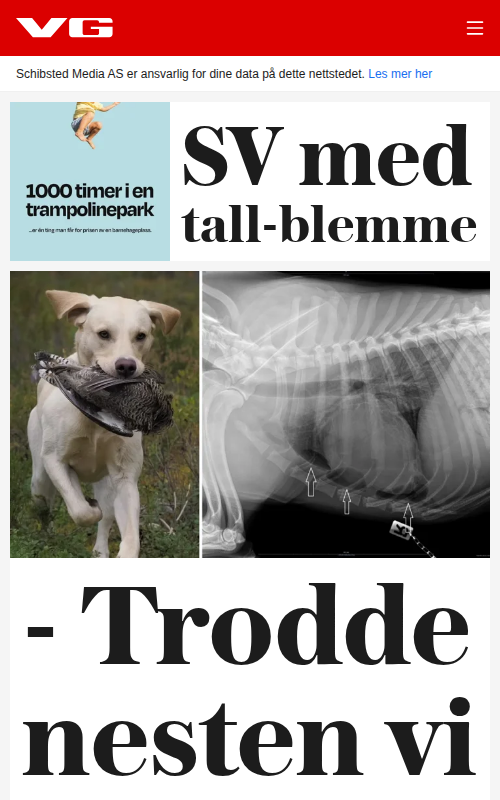 VG
Schibsted Media AS er ansvarlig for dine data på dette nettstedet. Les mer her
1000 timer i en
trampolinepark
...er én ting man får for prisen av en barnehageplass.
SV med
tall-blemme
- Trodde
nesten vi